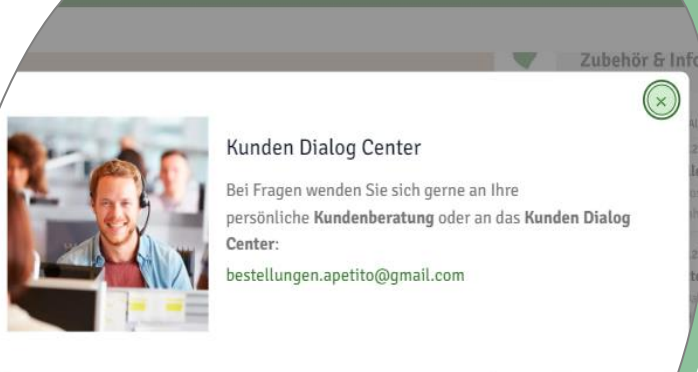 Zubehör & Info
Kunden Dialog Center
Bei Fragen wenden Sie sich gerne an Ihre
persönliche Kundenberatung oder an das Kunden Dialog
Center:
bestellungen.apetito@gmail.com